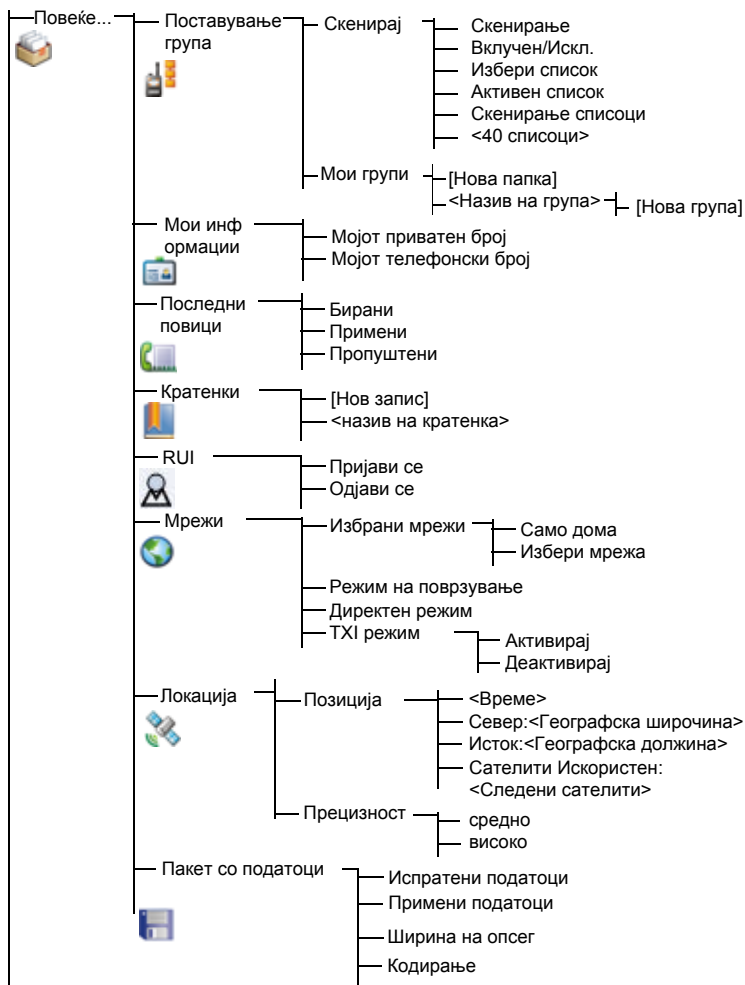 Повеќе...
Поставување
група
Скенирај
Скенирање
Вклучен/Искл.
Избери список
Активен список
Скенирање списоци
<40 списоци>
Мои групи
[Нова папка]
<Назив на група>
[Нова група]
Мои инф
ормации
Мојот приватен број
Мојот телефонски број
Последни
повици
Бирани
Примени
Пропуштени
Кратенки
[Нов запис]
<назив на кратенка>
RUI
Пријави се
Одјави се
Мрежи
Избрани мрежи
Само дома
Избери мрежа
Режим на поврзување
Директен режим
TXI режим
Активирај
Деактивирај
Локација
Позиција
<Време>
Север:<Географска широчина>
Исток:<Географска должина>
Сателити Искористен:
<Следени сателити>
Прецизност
средно
високо
Пакет со податоци
Испратени податоци
Примени податоци
Ширина на опсег
Кодирање